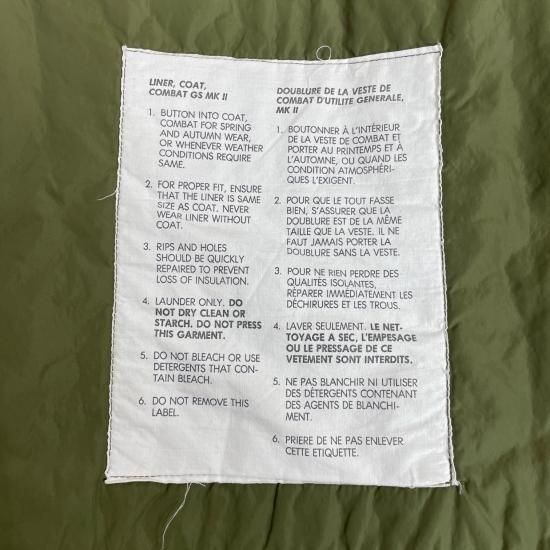 LINER, COAT,
COMBAT GS MK II
1. BUTTON INTO COAT,
COMBAT FOR SPRING
AND AUTUMN WEAR,
OR WHENEVER WEATHER
CONDITIONS REQUIRE
SAME.
2. FOR PROPER FIT, ENSURE
THAT THE LINER IS SAME
SIZE AS COAT. NEVER
WEAR LINER WITHOUT
COAT.
3. RIPS AND HOLES
SHOULD BE QUICKLY
REPAIRED TO PREVENT
LOSS OF INSULATION.
4. LAUNDER ONLY. DO
NOT DRY CLEAN OR
STARCH. DO NOT PRESS
THIS GARMENT.
5. DO NOT BLEACH OR USE
DETERGENTS THAT CON-
TAIN BLEACH.
6. DO NOT REMOVE THIS
LABEL.
DOUBLURE DE LA VESTE DE
COMBAT D'UTILITE GENERALE,
MK II
1. BOUTONNER À L'INTÉRIEUR
DE LA VESTE DE COMBAT ET
PORTER AU PRINTEMPS ET À
L'AUTOMNE, OU QUAND LES
CONDITION ATMOSPHÉRI-
QUES L'EXIGENT.
2. POUR QUE LE TOUT FASSE
BIEN, S'ASSURER QUE LA
DOUBLURE EST DE LA MÊME
TAILLE QUE LA VESTE. IL NE
FAUT JAMAIS PORTER LA
DOUBLURE SANS LA VESTE.
3. POUR NE RIEN PERDRE DES
QUALITÉS ISOLANTES,
RÉPARER IMMÉDIATEMENT LES
DÉCHIRURES ET LES TROUS.
4. LAVER SEULEMENT. LE NET-
TOYAGE A SEC, L'EMPESAGE
OU LE PRESSAGE DE CE
VETEMENT SONT INTERDITS.
5. NE PAS BLANCHIR NI UTILISER
DES DÉTERGENTS CONTENANT
DES AGENTS DE BLANCHI-
MENT.
6. PRIERE DE NE PAS ENLEVER
CETTE ETIQUETTE.